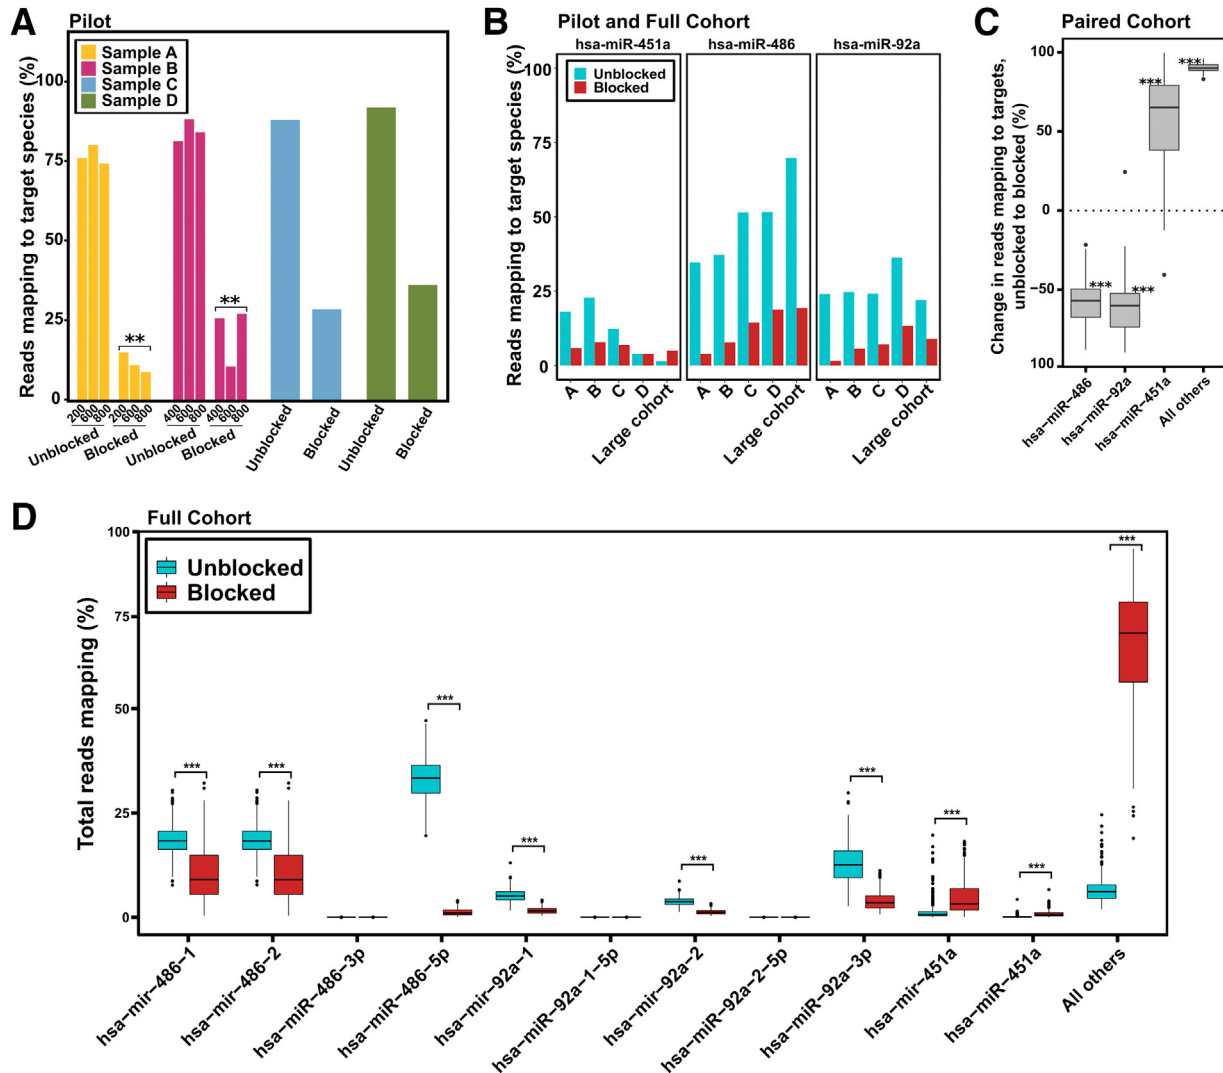 A
Pilot
Reads mapping to target species (%)
Sample A
Sample B
Sample C
Sample D
100
75
50
25
0
**
**
200
600
800
200
600
800
400
600
800
400
600
800
Unblocked
Blocked
Unblocked
Blocked
Unblocked
Blocked
Unblocked
Blocked
B
Pilot and Full Cohort
hsa-miR-451a
hsa-miR-486
hsa-miR-92a
Reads mapping to target species (%)
Unblocked
Blocked
100
75
50
25
0
A
B
C
D
Large cohort
A
B
C
D
Large cohort
A
B
C
D
Large cohort
C
Paired Cohort
Change in reads mapping to targets,
unblocked to blocked (%)
100
50
0
−50
100
***
***
***
***
hsa−miR−486
hsa−miR−92a
hsa−miR−451a
All others
D
Full Cohort
Total reads mapping (%)
Unblocked
Blocked
100
75
50
25
0
***
***
***
***
***
***
***
***
***
hsa−mir−486−1
hsa−mir−486−2
hsa−miR−486−3p
hsa−miR−486−5p
hsa−mir−92a−1
hsa−miR−92a−1−5p
hsa−mir−92a−2
hsa−miR−92a−2−5p
hsa−miR−92a−3p
hsa−mir−451a
hsa−miR−451a
All others